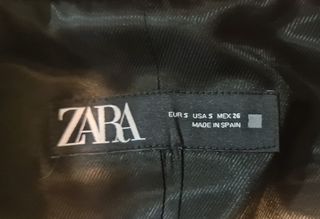 ZARA
EUR S USA S MEX 26
MADE IN SPAIN